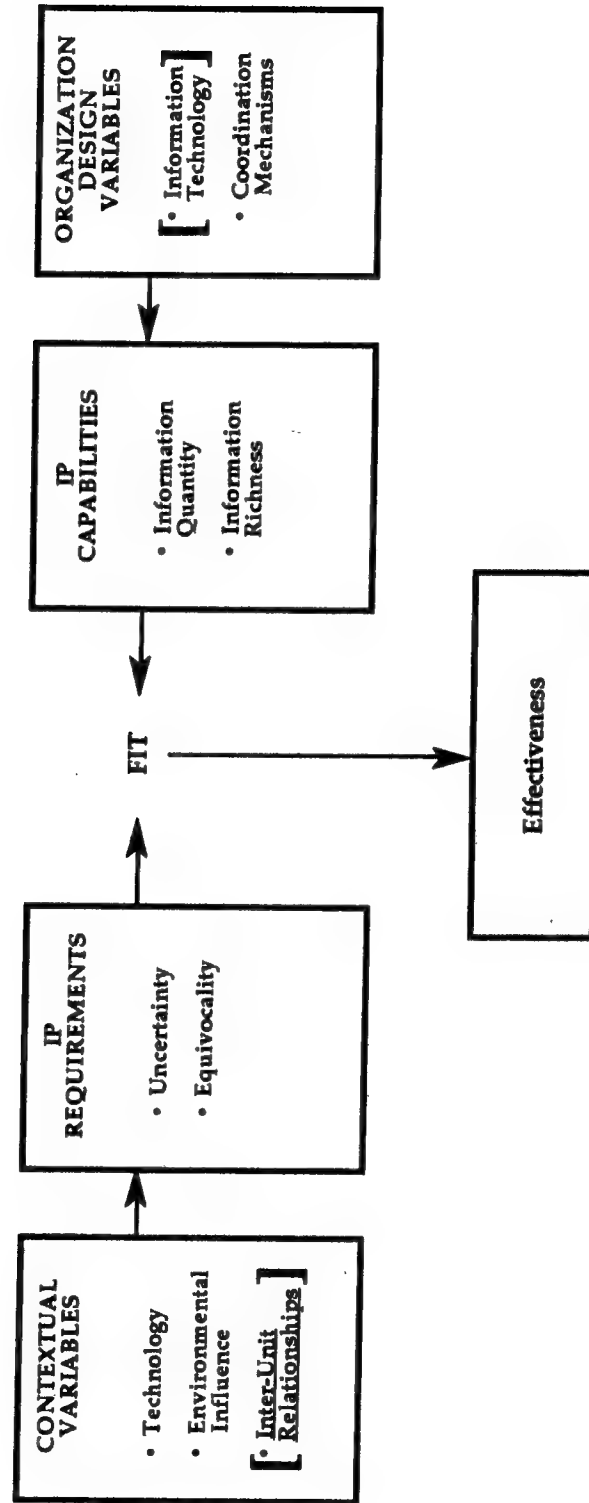 CONTEXTUAL
VARIABLES
• Technology
• Environmental
Influence
[• Inter-Unit
Relationships]
IP
REQUIREMENTS
• Uncertainty
• Equivocality
FIT
IP
CAPABILITIES
• Information
Quantity
• Information
Richness
ORGANIZATION
DESIGN
VARIABLES
[• Information
Technology]
• Coordination
Mechanisms
Effectiveness